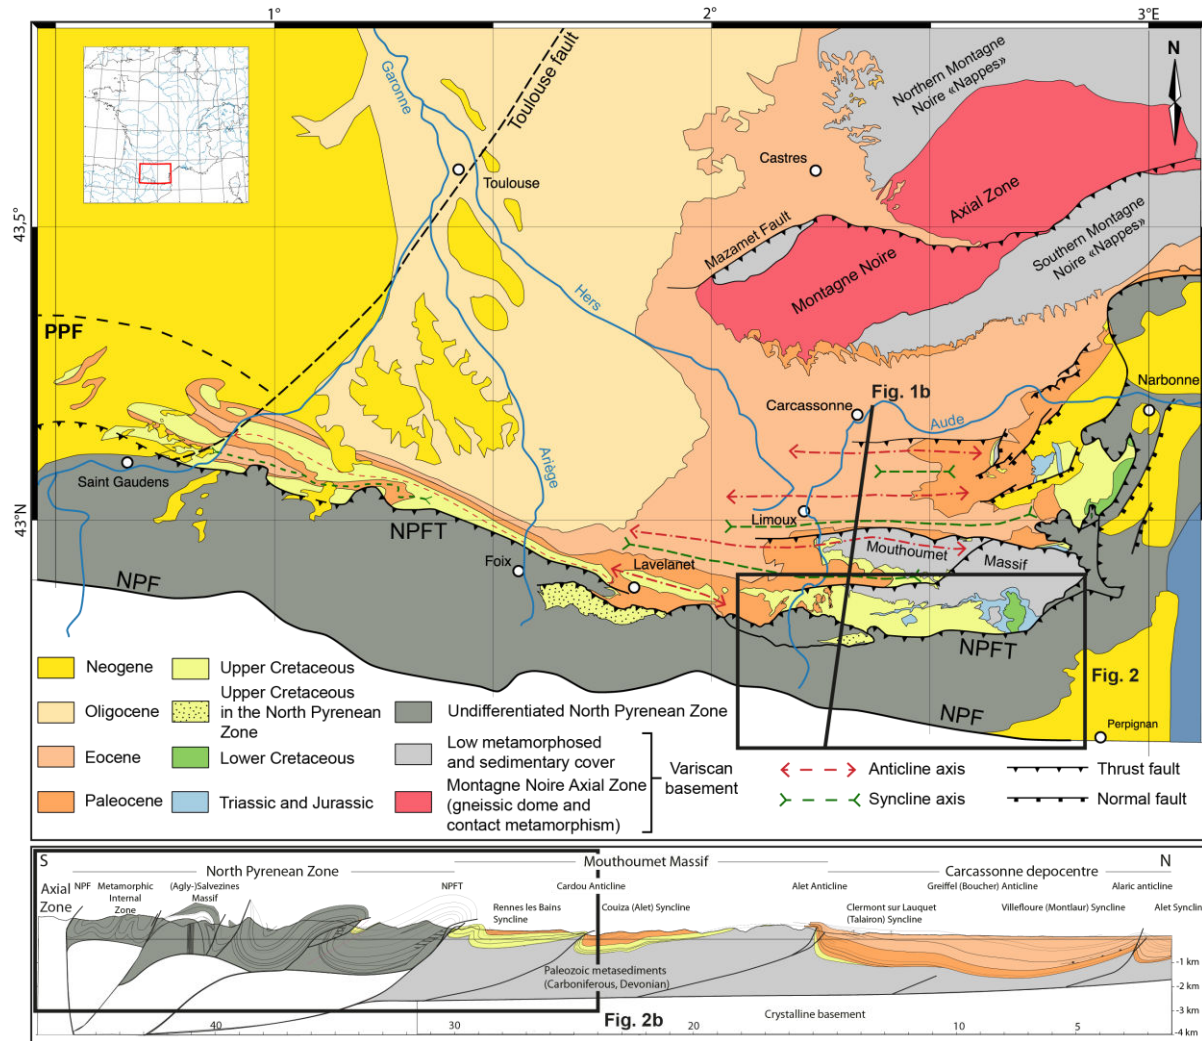 1°
2°
3°E
N
43,5°
43°N
Garonne
Toulouse fault
Toulouse
Hers
Ariège
Northern Montagne
Noire «Nappes»
Castres
Axial Zone
Mazamet Fault
Montagne Noire
Southern Montagne
Noire «Nappes»
PPF
Fig. 1b
Narbonne
Carcassonne
Aude
Saint Gaudens
NPFT
Limoux
Mouthoumet
Massif
Foix
Lavelanet
NPF
NPFT
Fig. 2
NPF
Perpignan
Neogene
Oligocene
Eocene
Paleocene
Upper Cretaceous
Upper Cretaceous
in the North Pyrenean
Zone
Lower Cretaceous
Triassic and Jurassic
Undifferentiated North Pyrenean Zone
Low metamorphosed
and sedimentary cover
Montagne Noire Axial Zone
(gneissic dome and
contact metamorphism)
Variscan
basement
Anticline axis
Syncline axis
Thrust fault
Normal fault
S
North Pyrenean Zone
Mouthoumet Massif
Carcassonne depocentre
N
Axial
Zone
NPF
Metamorphic
Internal
Zone
(Agly-)Salvezines
Massif
NPFT
Rennes les Bains
Syncline
Cardou Anticline
Couiza (Alet) Syncline
Alet Anticline
Clermont sur Lauquet
(Talairon) Syncline
Greiffel (Boucher) Anticline
Villefloure (Montlaur) Syncline
Alaric anticline
Alet Synclin
Paleozoic metasediments
(Carboniferous, Devonian)
Crystalline basement
Fig. 2b
40
30
20
10
5
-1 km
-2 km
-3 km
-4 km